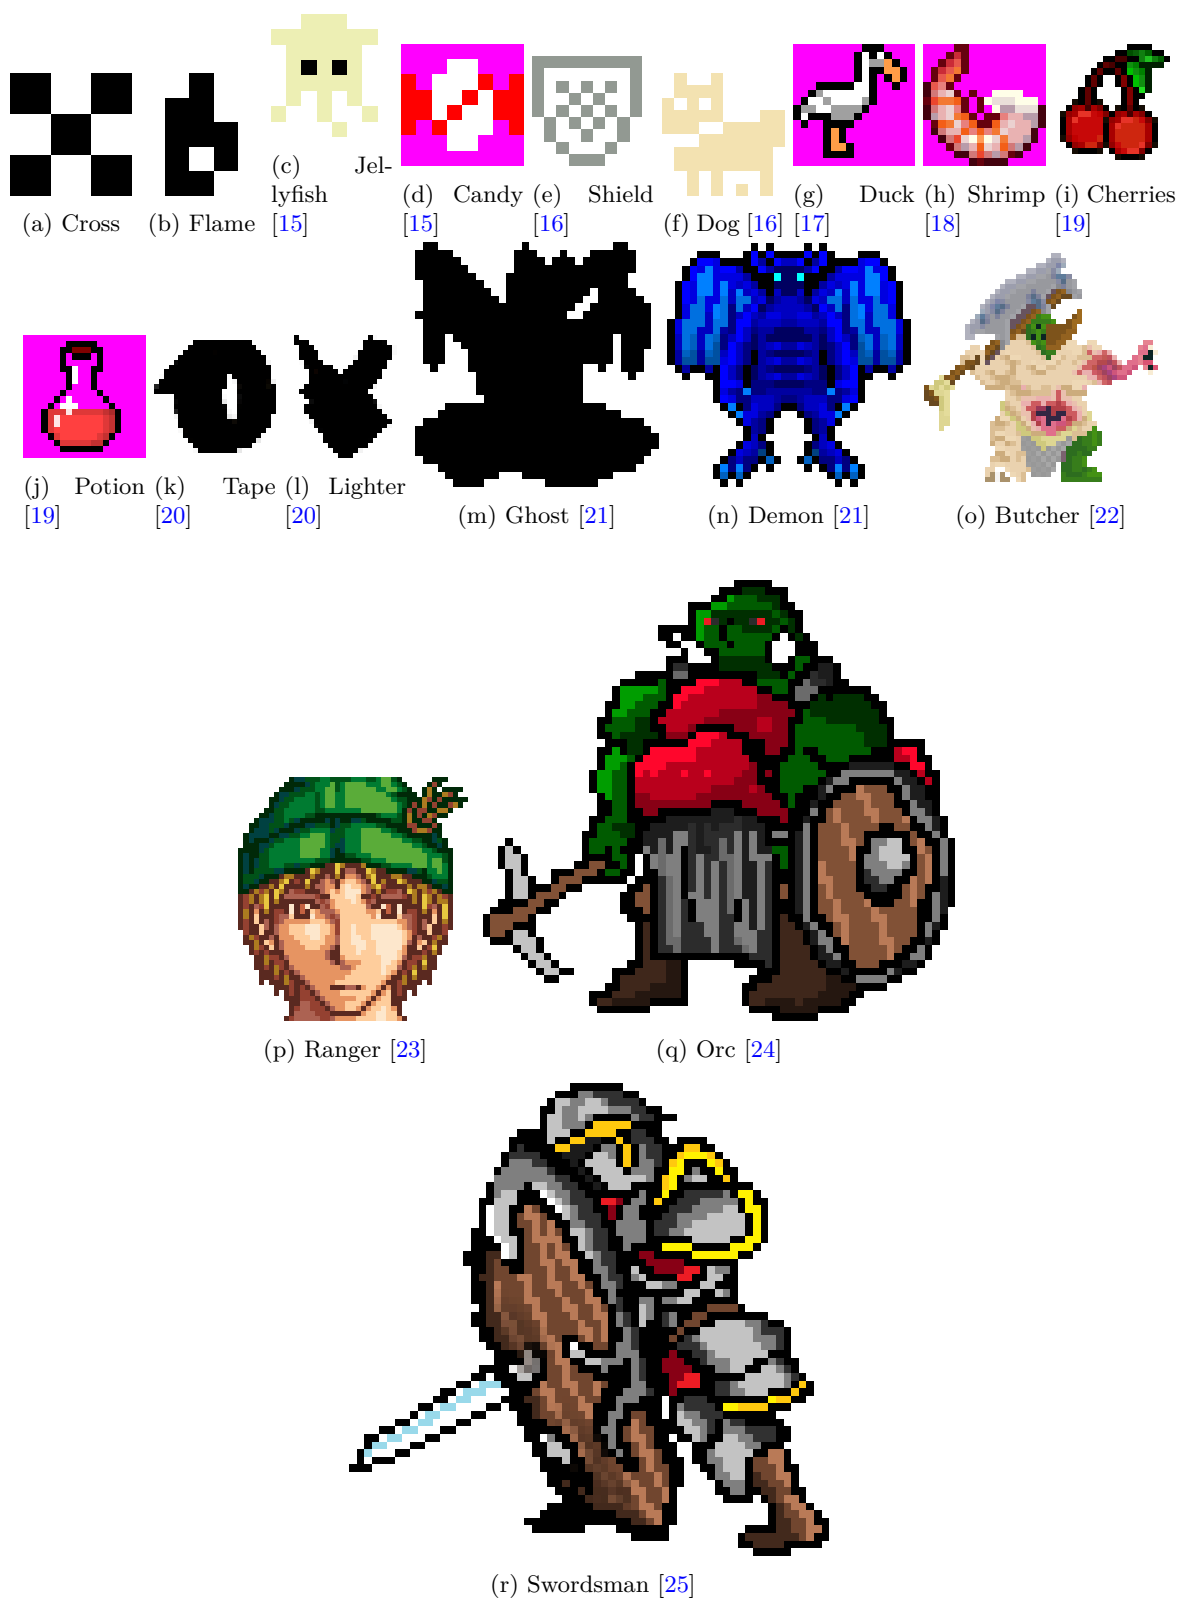 (a) Cross
(b) Flame
(c) Jel-
lyfish
[15]
(d) Candy
[15]
(e) Shield
[16]
(f) Dog [16]
(g) Duck
[17]
(h) Shrimp
[18]
(i) Cherries
[19]
(j) Potion
[19]
(k) Tape
[20]
(l) Lighter
[20]
(m) Ghost [21]
(n) Demon [21]
(o) Butcher [22]
(p) Ranger [23]
(q) Orc [24]
(r) Swordsman [25]